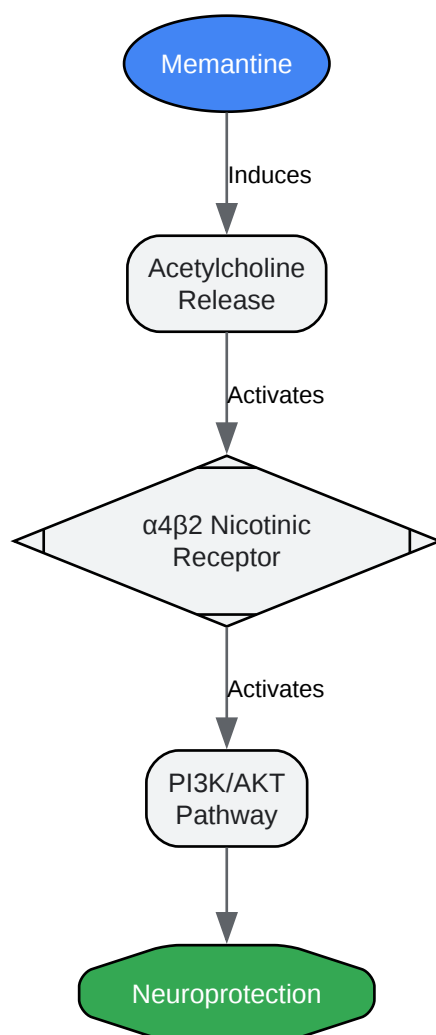 Memantine
Induces
Acetylcholine
Release
Activates
α4β2 Nicotinic
Receptor
Activates
PI3K/AKT
Pathway
Neuroprotection